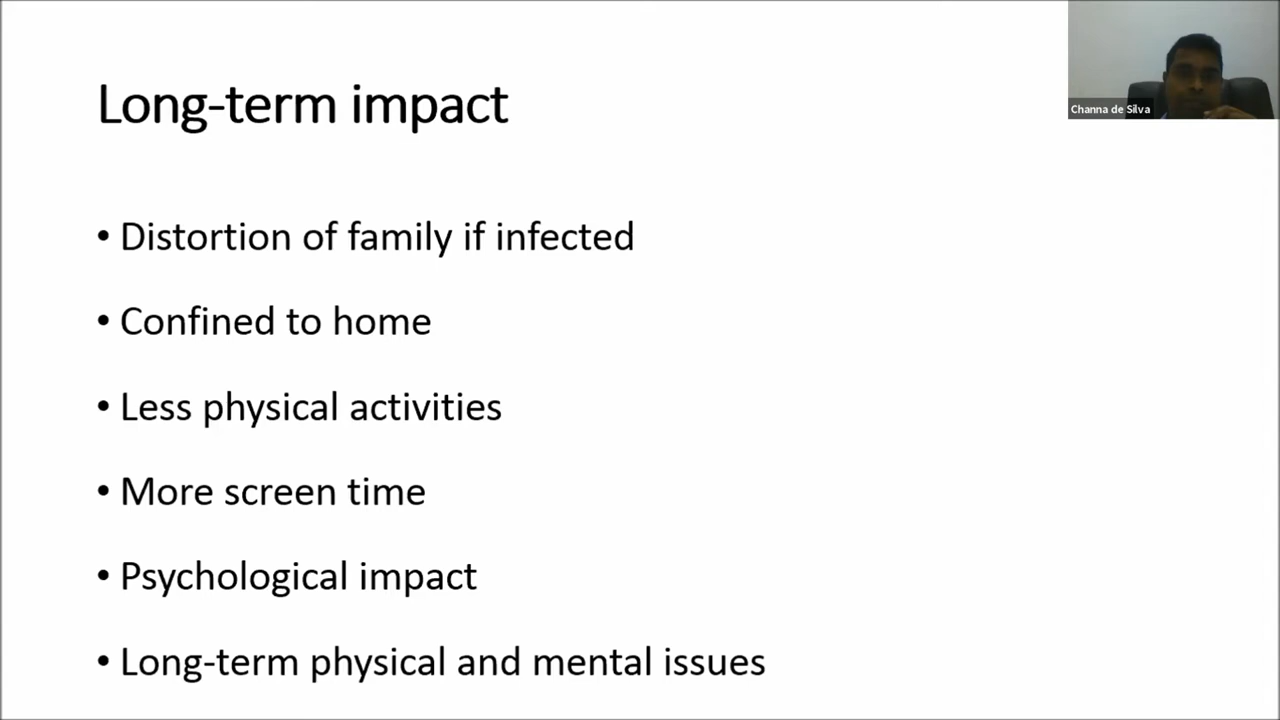 Long-term impact
Channa de Silva
• Distortion of family if infected
• Confined to home
• Less physical activities
• More screen time
• Psychological impact
• Long-term physical and mental issues